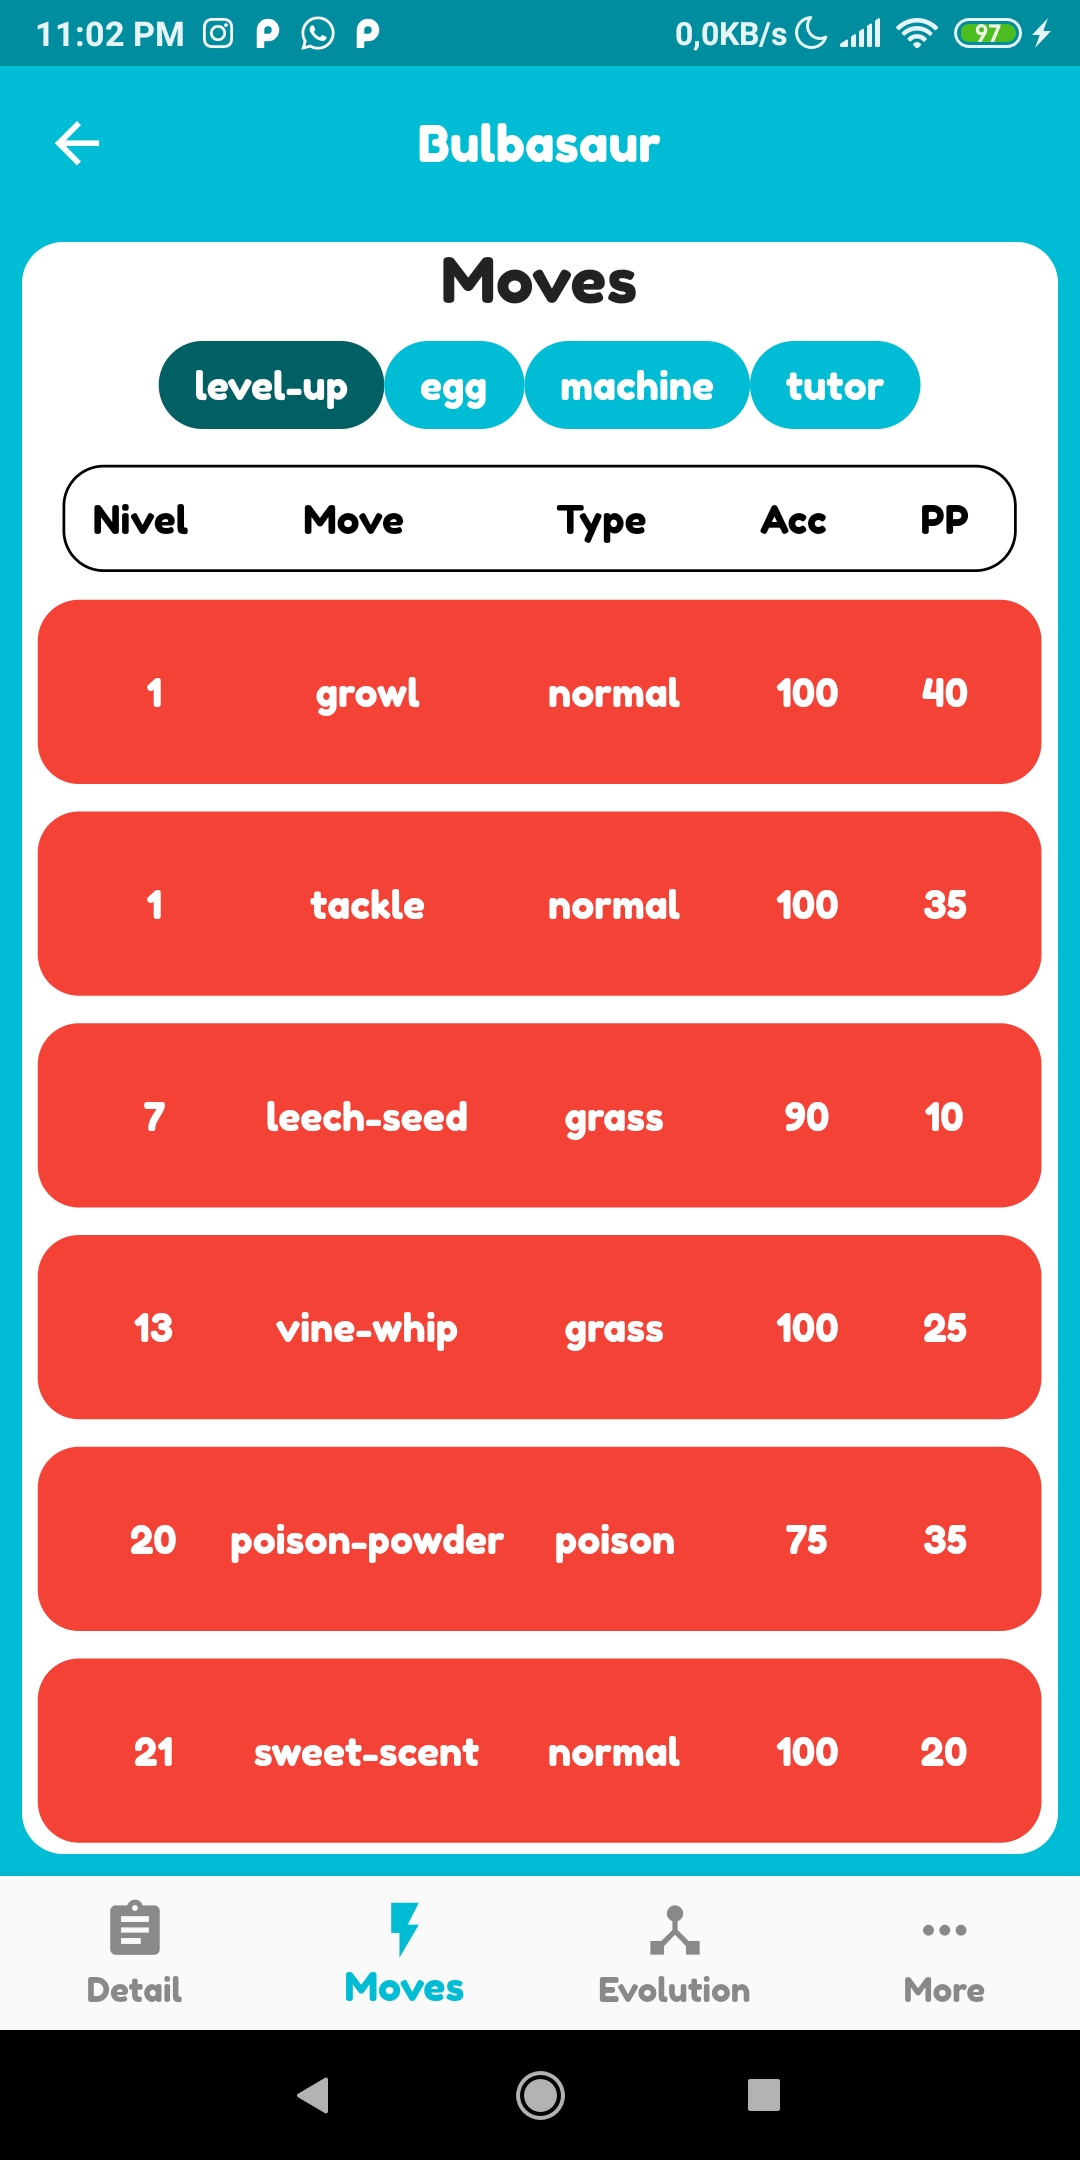 11:02 PM 0,0KB/s 97
Bulbasaur
Moves
level-up egg machine tutor
Nivel Move Type Acc PP
1 growl normal 100 40
1 tackle normal 100 35
7 leech-seed grass 90 10
13 vine-whip grass 100 25
20 poison-powder poison 75 35
21 sweet-scent normal 100 20
Detail Moves Evolution More